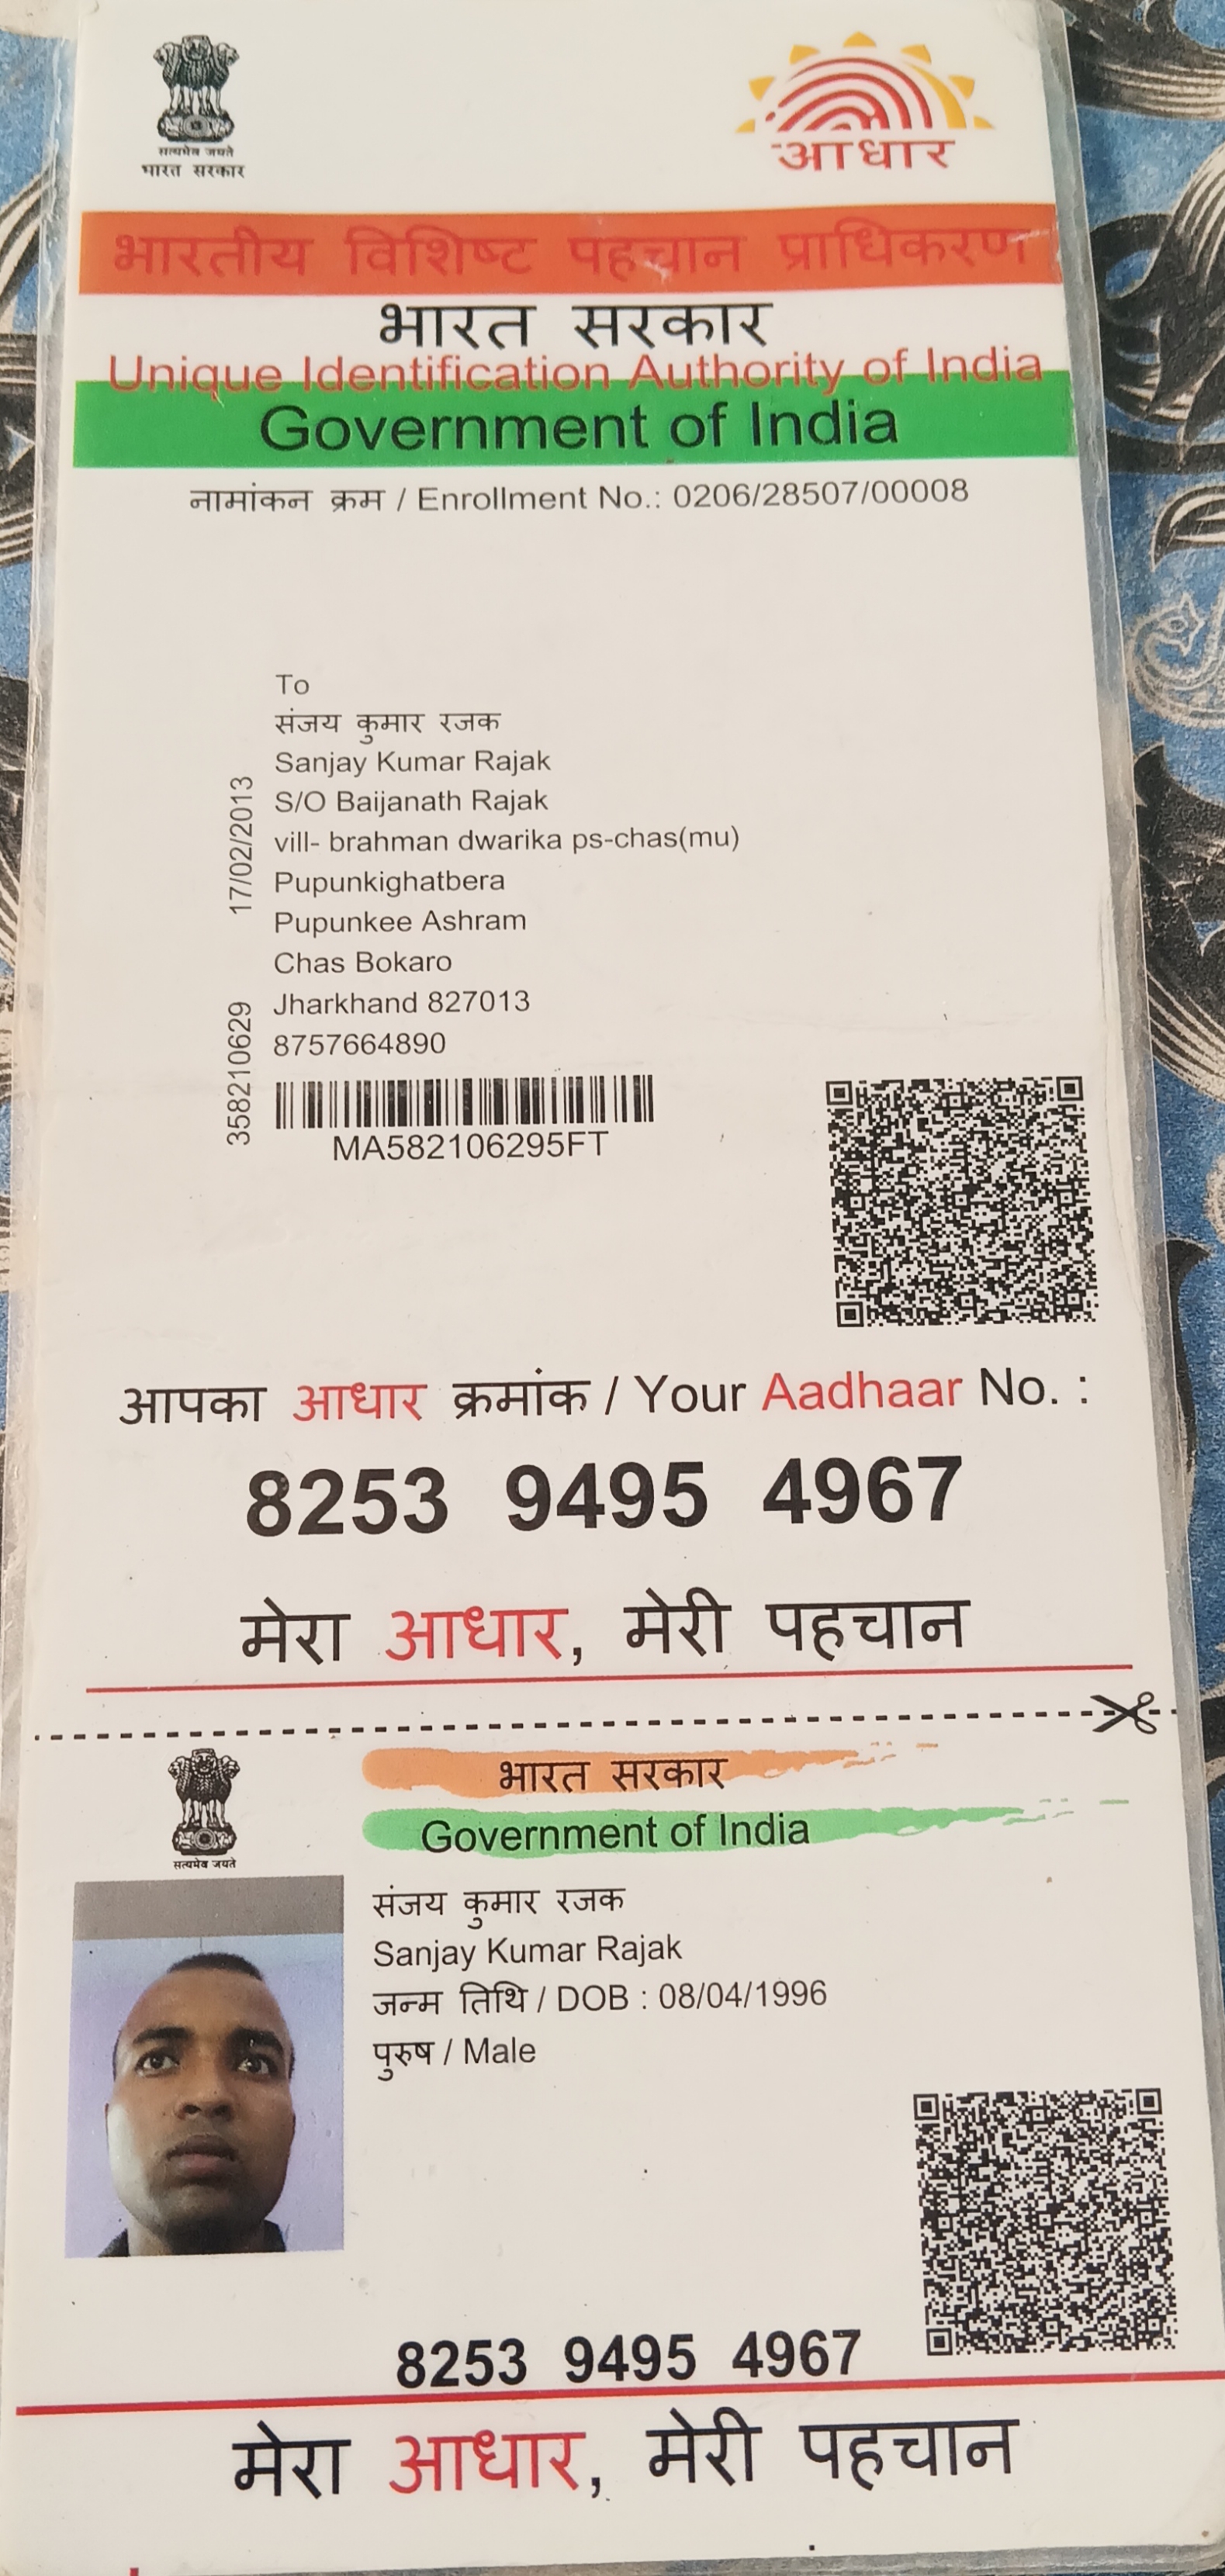 सत्यमेव जयते
भारत सरकार
आधार
भारतीय विशिष्ट पहचान प्राधिकरण
भारत सरकार
Unique Identification Authority of India
Government of India
नामांकन क्रम / Enrollment No.: 0206/28507/00008
To
संजय कुमार रजक
Sanjay Kumar Rajak
S/O Baijanath Rajak
vill- brahman dwarika ps-chas(mu)
Pupunkighatbera
Pupunkee Ashram
Chas Bokaro
Jharkhand 827013
8757664890
17/02/2013
358210629
MA582106295FT
आपका आधार क्रमांक / Your Aadhaar No. :
8253 9495 4967
मेरा आधार, मेरी पहचान
सत्यमेव जयते
भारत सरकार
Government of India
संजय कुमार रजक
Sanjay Kumar Rajak
जन्म तिथि / DOB : 08/04/1996
पुरुष / Male
8253 9495 4967
मेरा आधार, मेरी पहचान